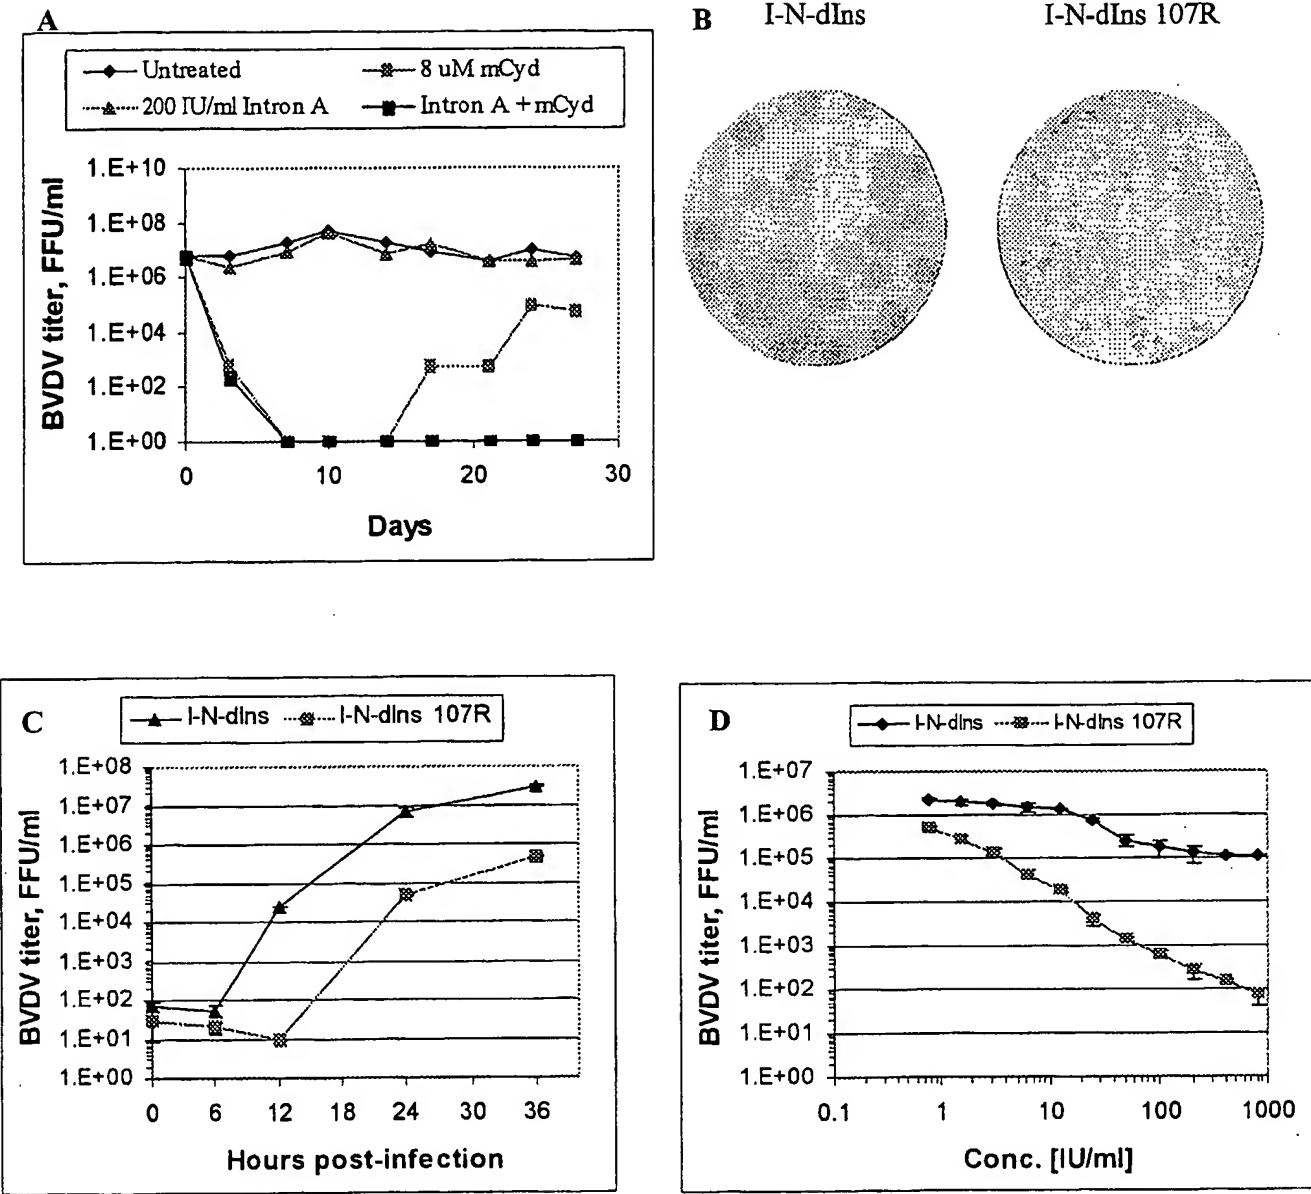 A
Untreated
8 uM mCyd
200 IU/ml Intron A
Intron A + mCyd
BVDV titer, FFU/ml
1.E+10
1.E+08
1.E+06
1.E+04
1.E+02
1.E+00
0 10 20 30
Days
B
I-N-dIns
I-N-dIns 107R
C
I-N-dIns
I-N-dIns 107R
BVDV titer, FFU/ml
1.E+08
1.E+07
1.E+06
1.E+05
1.E+04
1.E+03
1.E+02
1.E+01
1.E+00
0 6 12 18 24 30 36
Hours post-infection
D
I-N-dIns
I-N-dIns 107R
BVDV titer, FFU/ml
1.E+07
1.E+06
1.E+05
1.E+04
1.E+03
1.E+02
1.E+01
1.E+00
0.1 1 10 100 1000
Conc. [IU/ml]